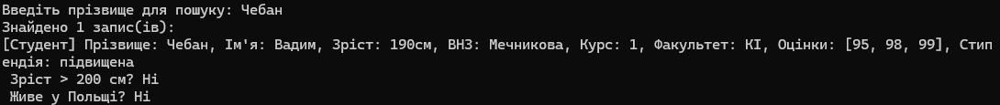 Введіть прізвище для пошуку: Чебан
Знайдено 1 запис(ів):
[Студент] Прізвище: Чебан, Ім'я: Вадим, Зріст: 190см, ВНЗ: Мечникова, Курс: 1, Факультет: КІ, Оцінки: [95, 98, 99], Стип
ендія: підвищена
Зріст > 200 см? Ні
Живе у Польщі? Ні